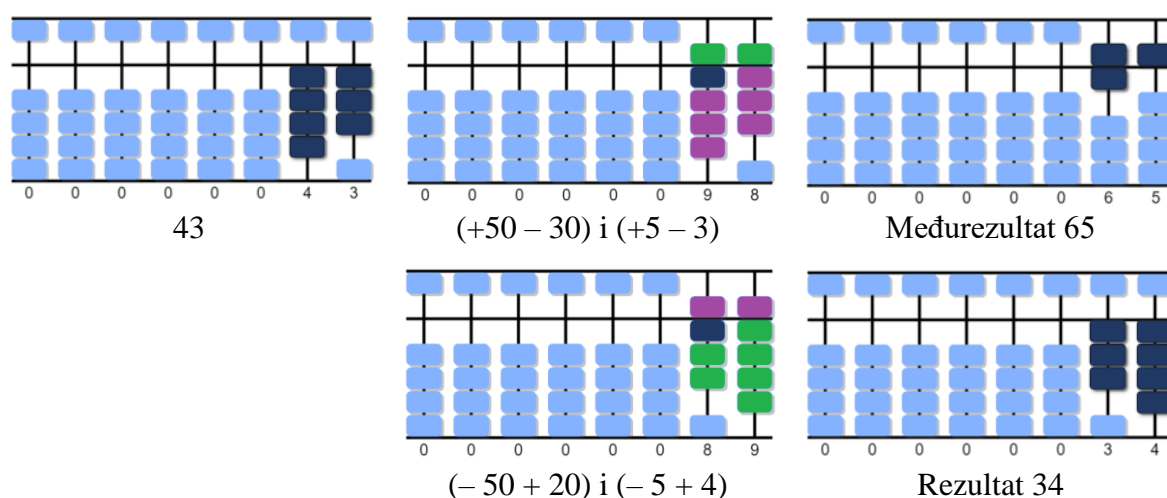 0 0 0 0 0 0 4 3
0 0 0 0 0 0 9 8
0 0 0 0 0 0 6 5
43
(+50 – 30) i (+5 – 3)
Međurezultat 65
0 0 0 0 0 0 8 9
0 0 0 0 0 0 3 4
(– 50 + 20) i (– 5 + 4)
Rezultat 34